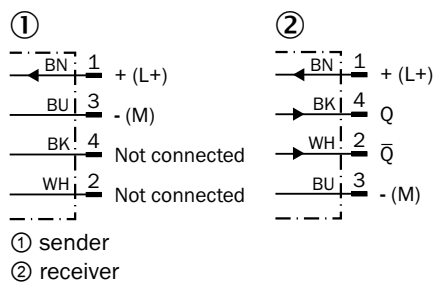 ① ②
BN 1 + (L+)
BU 3 - (M)
BK 4 Not connected
WH 2 Not connected
BN 1 + (L+)
BK 4 Q
WH 2 Q̅
BU 3 - (M)
① sender
② receiver